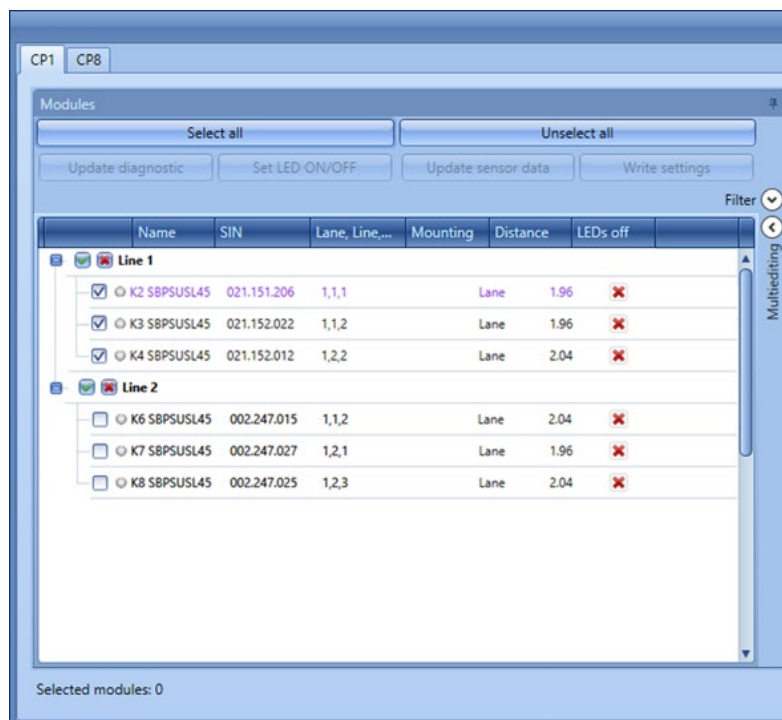 CP1 CP8
Modules
Select all Unselect all
Update diagnostic Set LED ON/OFF Update sensor data Write settings
Filter
Name SIN Lane, Line,... Mounting Distance LEDs off
Multiediting
Line 1
K2 SBPSUSL45 021.151.206 1,1,1 Lane 1.96
K3 SBPSUSL45 021.152.022 1,1,2 Lane 1.96
K4 SBPSUSL45 021.152.012 1,2,2 Lane 2.04
Line 2
K6 SBPSUSL45 002.247.015 1,1,2 Lane 2.04
K7 SBPSUSL45 002.247.027 1,2,1 Lane 1.96
K8 SBPSUSL45 002.247.025 1,2,3 Lane 2.04
Selected modules: 0